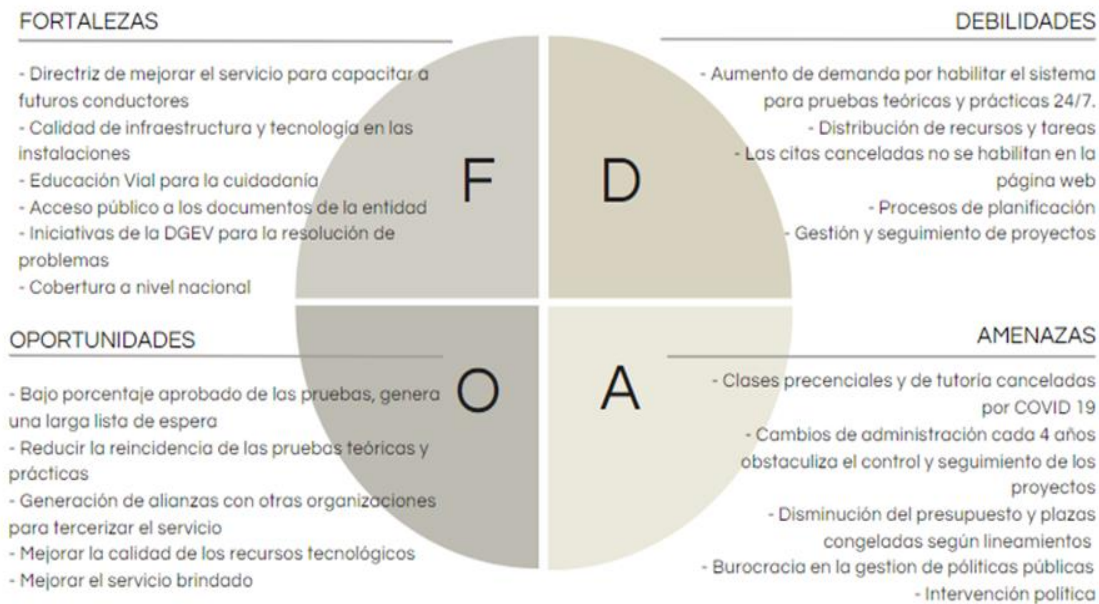 FORTALEZAS
- Directriz de mejorar el servicio para capacitar a
futuros conductores
- Calidad de infraestructura y tecnología en las
instalaciones
- Educación Vial para la cuidadanía
- Acceso público a los documentos de la entidad
- Iniciativas de la DGEV para la resolución de
problemas
- Cobertura a nivel nacional
F
DEBILIDADES
- Aumento de demanda por habilitar el sistema
para pruebas teóricas y prácticas 24/7.
- Distribución de recursos y tareas
- Las citas canceladas no se habilitan en la
página web
- Procesos de planificación
- Gestión y seguimiento de proyectos
D
OPORTUNIDADES
- Bajo porcentaje aprobado de las pruebas, genera
una larga lista de espera
- Reducir la reincidencia de las pruebas teóricas y
prácticas
- Generación de alianzas con otras organizaciones
para tercerizar el servicio
- Mejorar la calidad de los recursos tecnológicos
- Mejorar el servicio brindado
O
AMENAZAS
- Clases precenciales y de tutoría canceladas
por COVID 19
- Cambios de administración cada 4 años
obstaculiza el control y seguimiento de los
proyectos
- Disminución del presupuesto y plazas
congeladas según lineamientos
- Burocracia en la gestion de póliticas públicas
- Intervención política
A